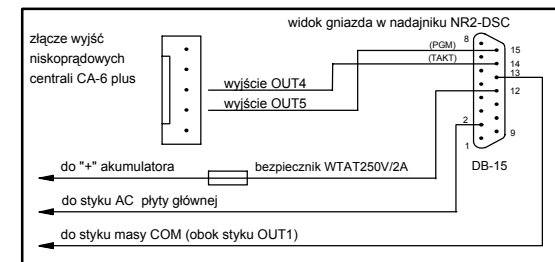 widok gniazda w nadajniku NR2-DSC
złącze wyjść
niskoprądowych
centrali CA-6 plus
8
(PGM)
15
(TAKT)
14
13
wyjście OUT4
12
wyjście OUT5
2
9
1
do "+" akumulatora
bezpiecznik WTAT250V/2A
DB-15
do styku AC płyty głównej
do styku masy COM (obok styku OUT1)